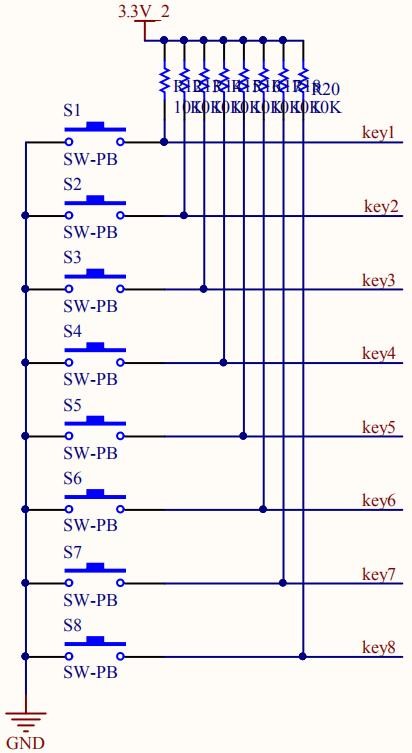 3.3V_2
R20
10K
S1
key1
SW-PB
S2
key2
SW-PB
S3
key3
SW-PB
S4
key4
SW-PB
S5
key5
SW-PB
S6
key6
SW-PB
S7
key7
SW-PB
S8
key8
SW-PB
GND